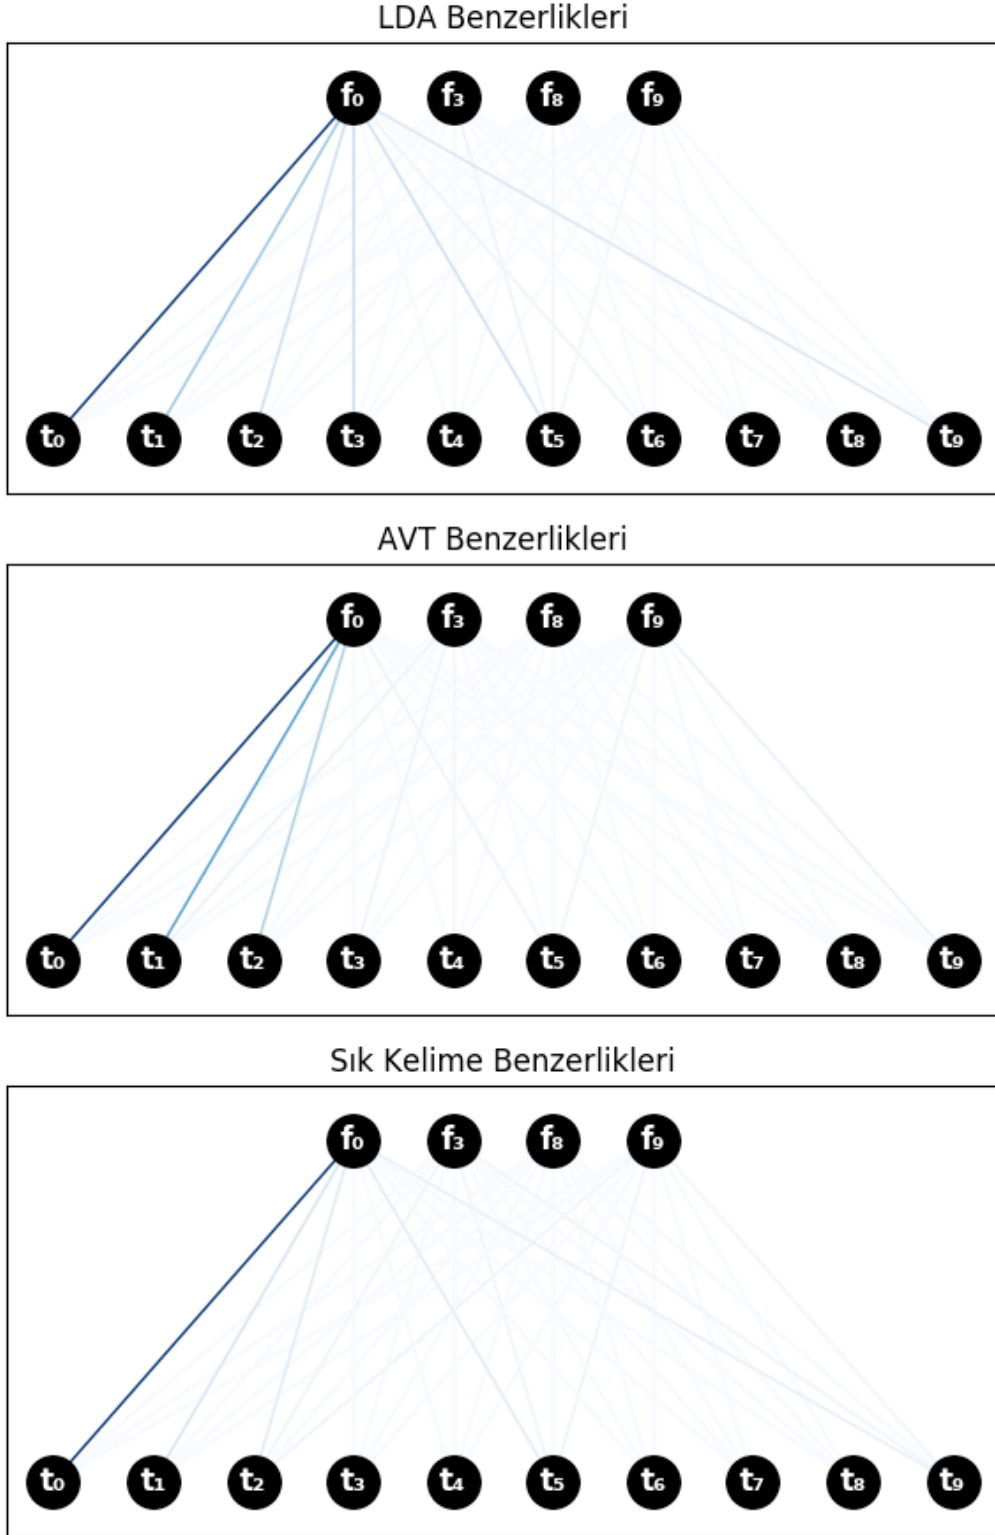 LDA Benzerlikleri
f₀ f₃ f₈ f₉
t₀ t₁ t₂ t₃ t₄ t₅ t₆ t₇ t₈ t₉
AVT Benzerlikleri
f₀ f₃ f₈ f₉
t₀ t₁ t₂ t₃ t₄ t₅ t₆ t₇ t₈ t₉
Sık Kelime Benzerlikleri
f₀ f₃ f₈ f₉
t₀ t₁ t₂ t₃ t₄ t₅ t₆ t₇ t₈ t₉